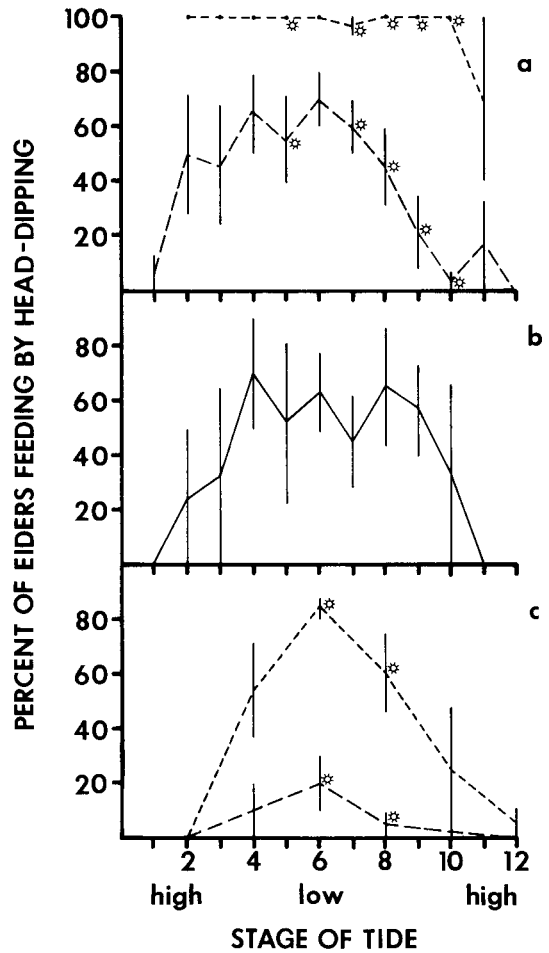 PERCENT OF EIDERS FEEDING BY HEAD-DIPPING
100
80
60
40
20
a
80
60
40
20
b
80
60
40
20
c
2 4 6 8 10 12
high low high
STAGE OF TIDE